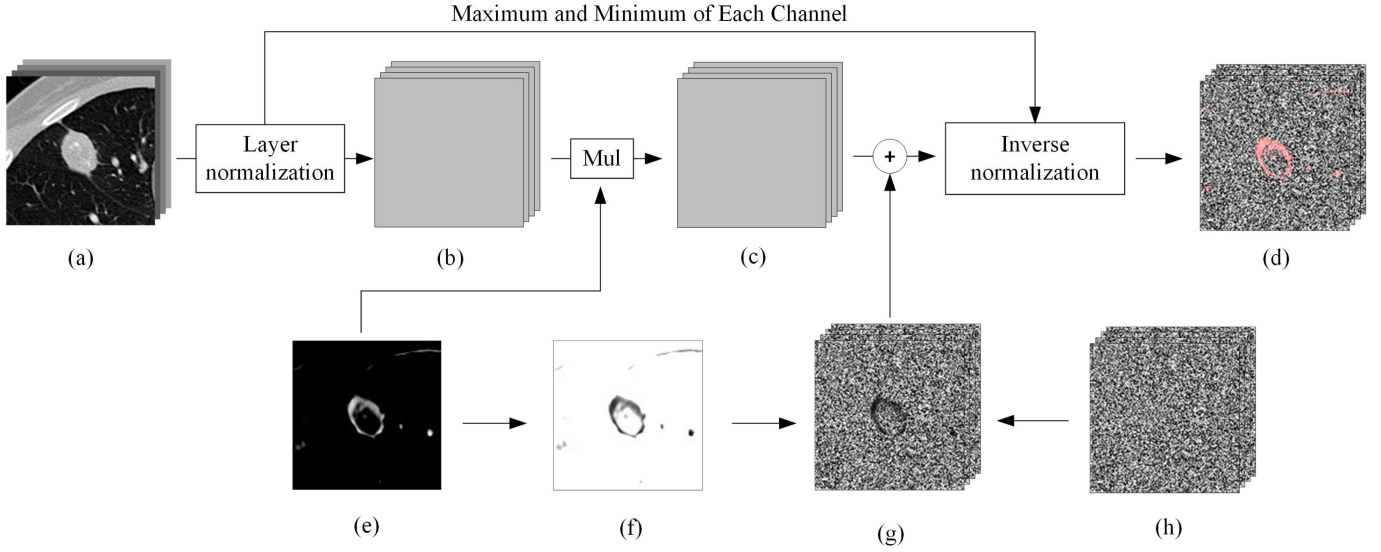 Maximum and Minimum of Each Channel
Layer
normalization
Mul
+
Inverse
normalization
(a)
(b)
(c)
(d)
(e)
(f)
(g)
(h)